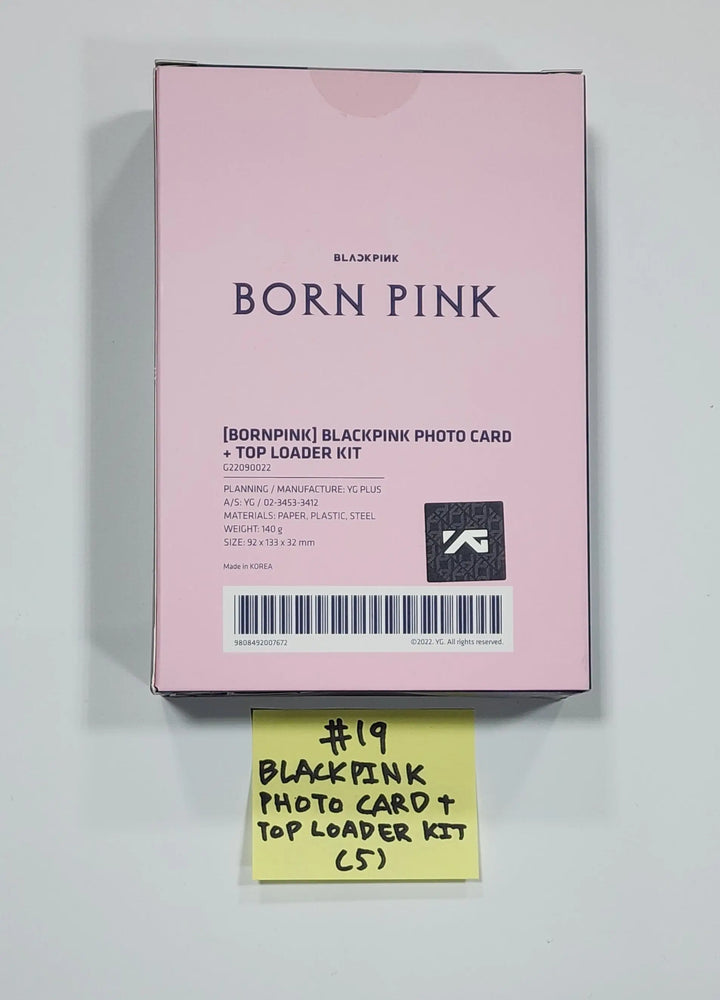 BLACKPINK
BORN PINK
[BORNPINK] BLACKPINK PHOTO CARD
+ TOP LOADER KIT
G22090022
PLANNING / MANUFACTURE: YG PLUS
A/S: YG / 02-3453-3412
MATERIALS: PAPER, PLASTIC, STEEL
WEIGHT: 140 g
SIZE: 92 x 133 x 32 mm
Made in KOREA
YG
9808492007672
©2022. YG. All rights reserved.
#19
BLACKPINK
PHOTO CARD +
TOP LOADER KIT
(5)